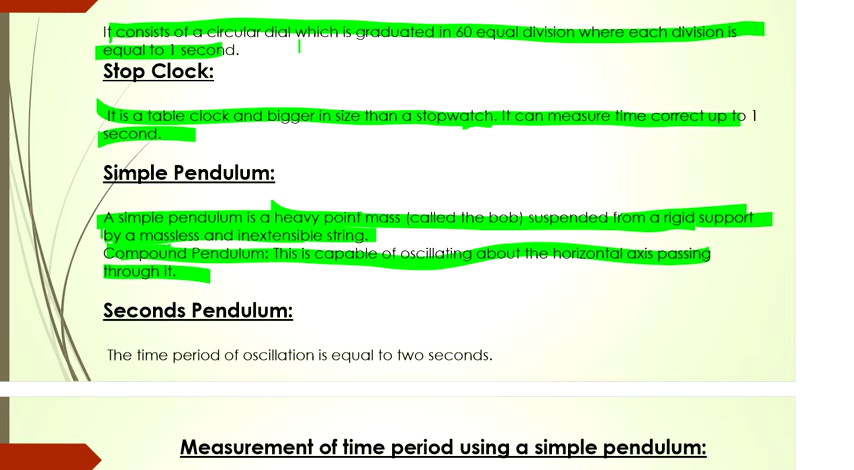 It consists of a circular dial which is graduated in 60 equal division where each division is
equal to 1 second.
Stop Clock:
It is a table clock and bigger in size than a stopwatch. It can measure time correct up to 1
second.
Simple Pendulum:
A simple pendulum is a heavy point mass (called the bob) suspended from a rigid support
by a massless and inextensible string.
Compound Pendulum: This is capable of oscillating about the horizontal axis passing
through it.
Seconds Pendulum:
The time period of oscillation is equal to two seconds.
Measurement of time period using a simple pendulum: